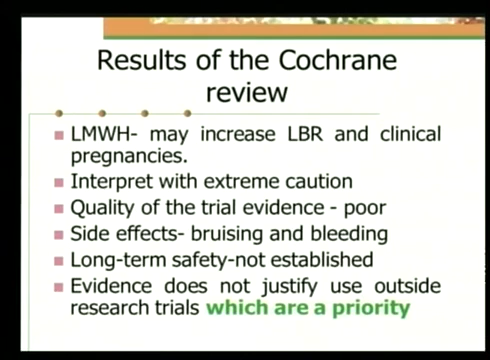 Results of the Cochrane
review
LMWH- may increase LBR and clinical
pregnancies.
Interpret with extreme caution
Quality of the trial evidence - poor
Side effects- bruising and bleeding
Long-term safety-not established
Evidence does not justify use outside
research trials which are a priority